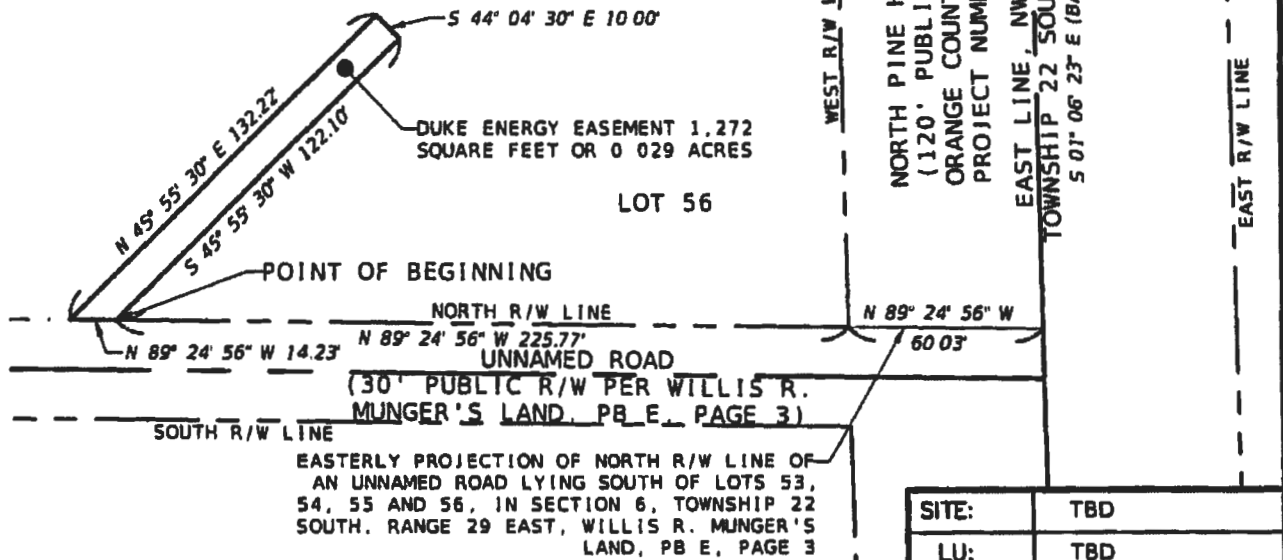 S 44° 04' 30" E 10 00'
N 45° 55' 30" E 132.22'
S 45° 55' 30" W 122.10'
DUKE ENERGY EASEMENT 1,272
SQUARE FEET OR 0 029 ACRES
LOT 56
POINT OF BEGINNING
NORTH R/W LINE
N 89° 24' 56" W 14.23'
N 89° 24' 56" W 225.77'
N 89° 24' 56" W
60 03'
UNNAMED ROAD
(30' PUBLIC R/W PER WILLIS R.
MUNGER'S LAND, PB E, PAGE 3)
SOUTH R/W LINE
EASTERLY PROJECTION OF NORTH R/W LINE OF
AN UNNAMED ROAD LYING SOUTH OF LOTS 53,
54, 55 AND 56, IN SECTION 6, TOWNSHIP 22
SOUTH, RANGE 29 EAST, WILLIS R. MUNGER'S
LAND, PB E, PAGE 3
WEST R/W
NORTH PINE
(120' PUBLI
ORANGE COUNT
PROJECT NUM
EAST LINE, NW
TOWNSHIP 22 SOU
S 01° 06' 23" E (BA
EAST R/W LINE
SITE: TBD
LU: TBD